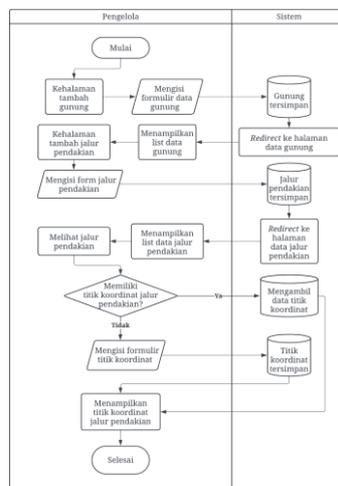 Pengelola
Sistem
Mulai
Kehalaman
tambah
gunung
Mengisi
formulir data
gunung
Gunung
tersimpan
Kehalaman
tambah jalur
pendakian
Menampilkan
list data
gunung
Redirect ke halaman
data gunung
Mengisi form jalur
pendakian
Jalur
pendakian
tersimpan
Melihat jalur
pendakian
Menampilkan
list data jalur
pendakian
Redirect ke
halaman
data jalur
pendakian
Memiliki
titik koordinat jalur
pendakian?
Ya
Mengambil
data titik
koordinat
Tidak
Mengisi formulir
titik koordinat
Titik
koordinat
tersimpan
Menampilkan
titik koordinat
jalur pendakian
Selesai